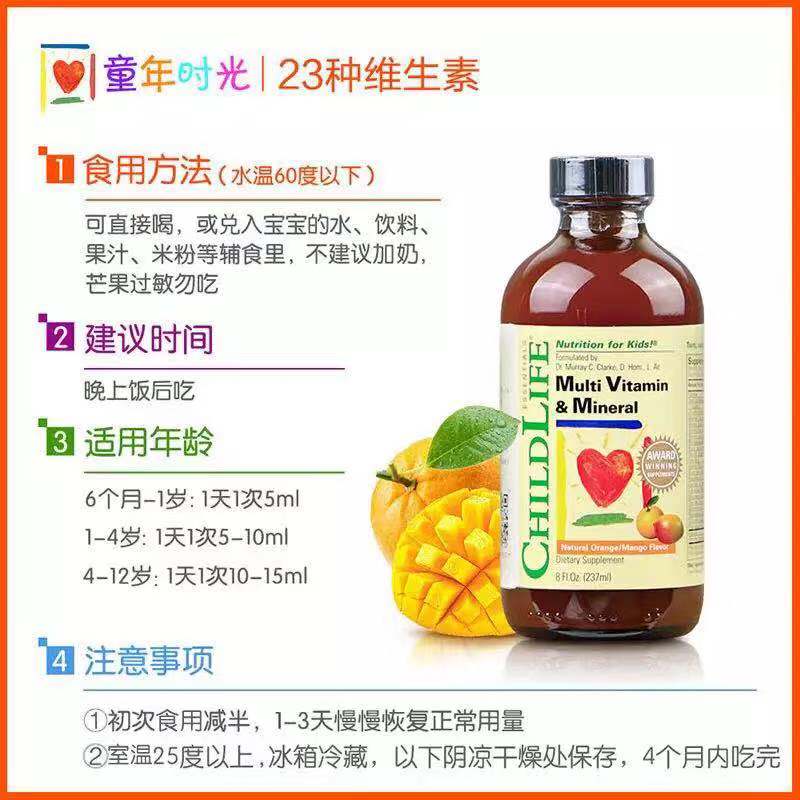 童年时光 | 23种维生素
1 食用方法（水温60度以下）
可直接喝，或兑入宝宝的水、饮料、
果汁、米粉等辅食里，不建议加奶，
芒果过敏勿吃
2 建议时间
晚上饭后吃
3 适用年龄
6个月-1岁: 1天1次5ml
1-4岁: 1天1次5-10ml
4-12岁: 1天1次10-15ml
4 注意事项
①初次食用减半，1-3天慢慢恢复正常用量
②室温25度以上,冰箱冷藏，以下阴凉干燥处保存，4个月内吃完
CHILDLIFE
ESSENTIALS
Nutrition for Kids!®
Formulated by
Dr. Murray C. Clarke, D. Hom., L. Ac
Multi Vitamin
& Mineral
AWARD
WINNING
SUPPLEMENTS
Natural Orange/Mango Flavor
Dietary Supplement
8 Fl.Oz. (237ml)